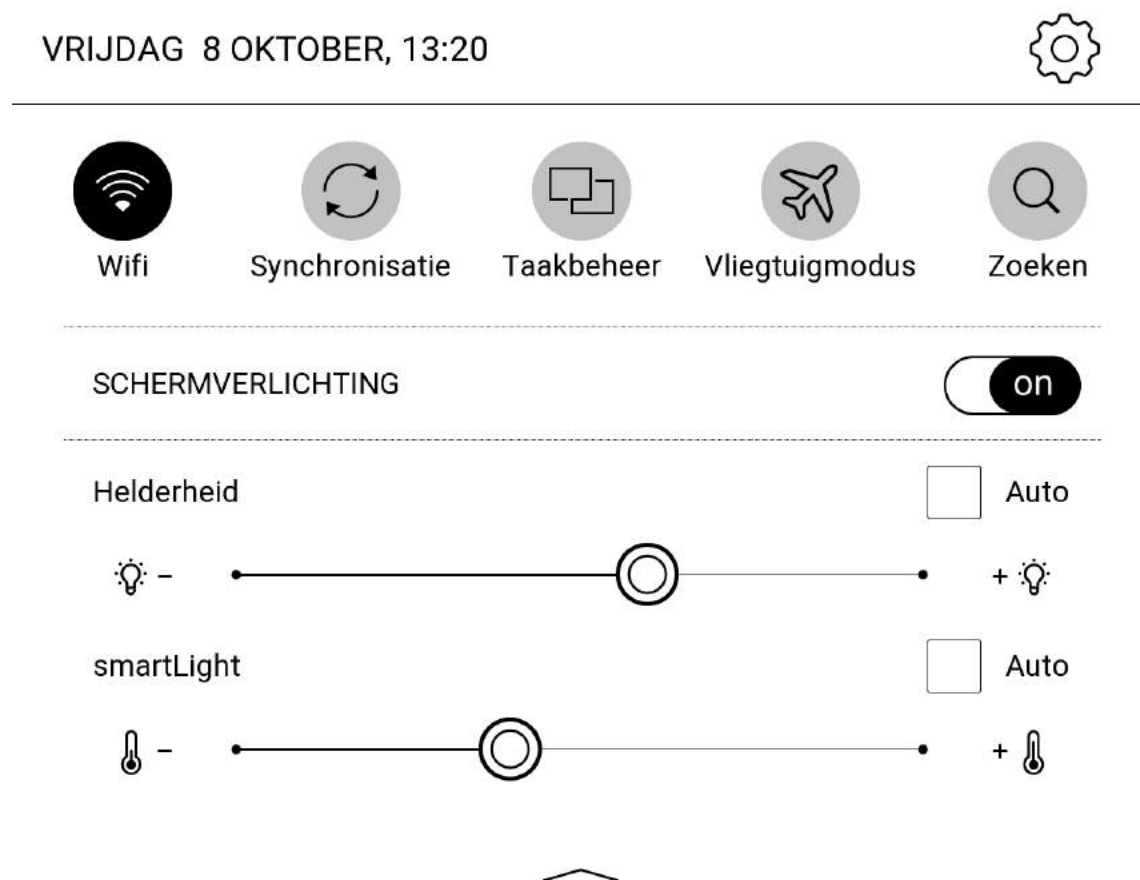 VRIJDAG 8 OKTOBER, 13:20
Wifi Synchronisatie Taakbeheer Vliegtuigmodus Zoeken
SCHERMVERLICHTING on
Helderheid Auto
- +
smartLight Auto
- +